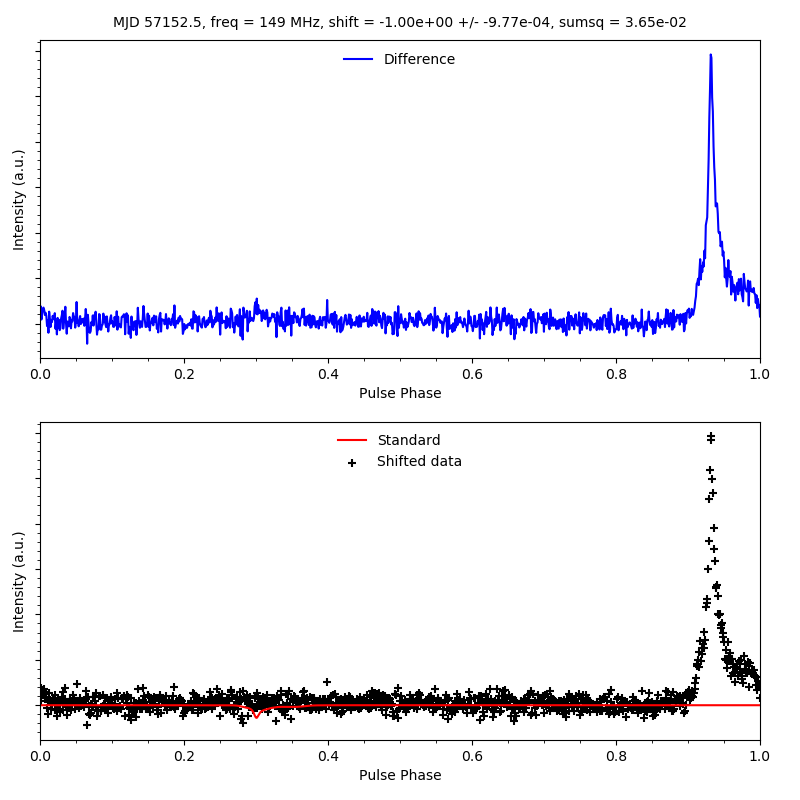 MJD 57152.5, freq = 149 MHz, shift = -1.00e+00 +/- -9.77e-04, sumsq = 3.65e-02
Difference
Intensity (a.u.)
0.0 0.2 0.4 0.6 0.8 1.0
Pulse Phase
Standard
Shifted data
Intensity (a.u.)
0.0 0.2 0.4 0.6 0.8 1.0
Pulse Phase